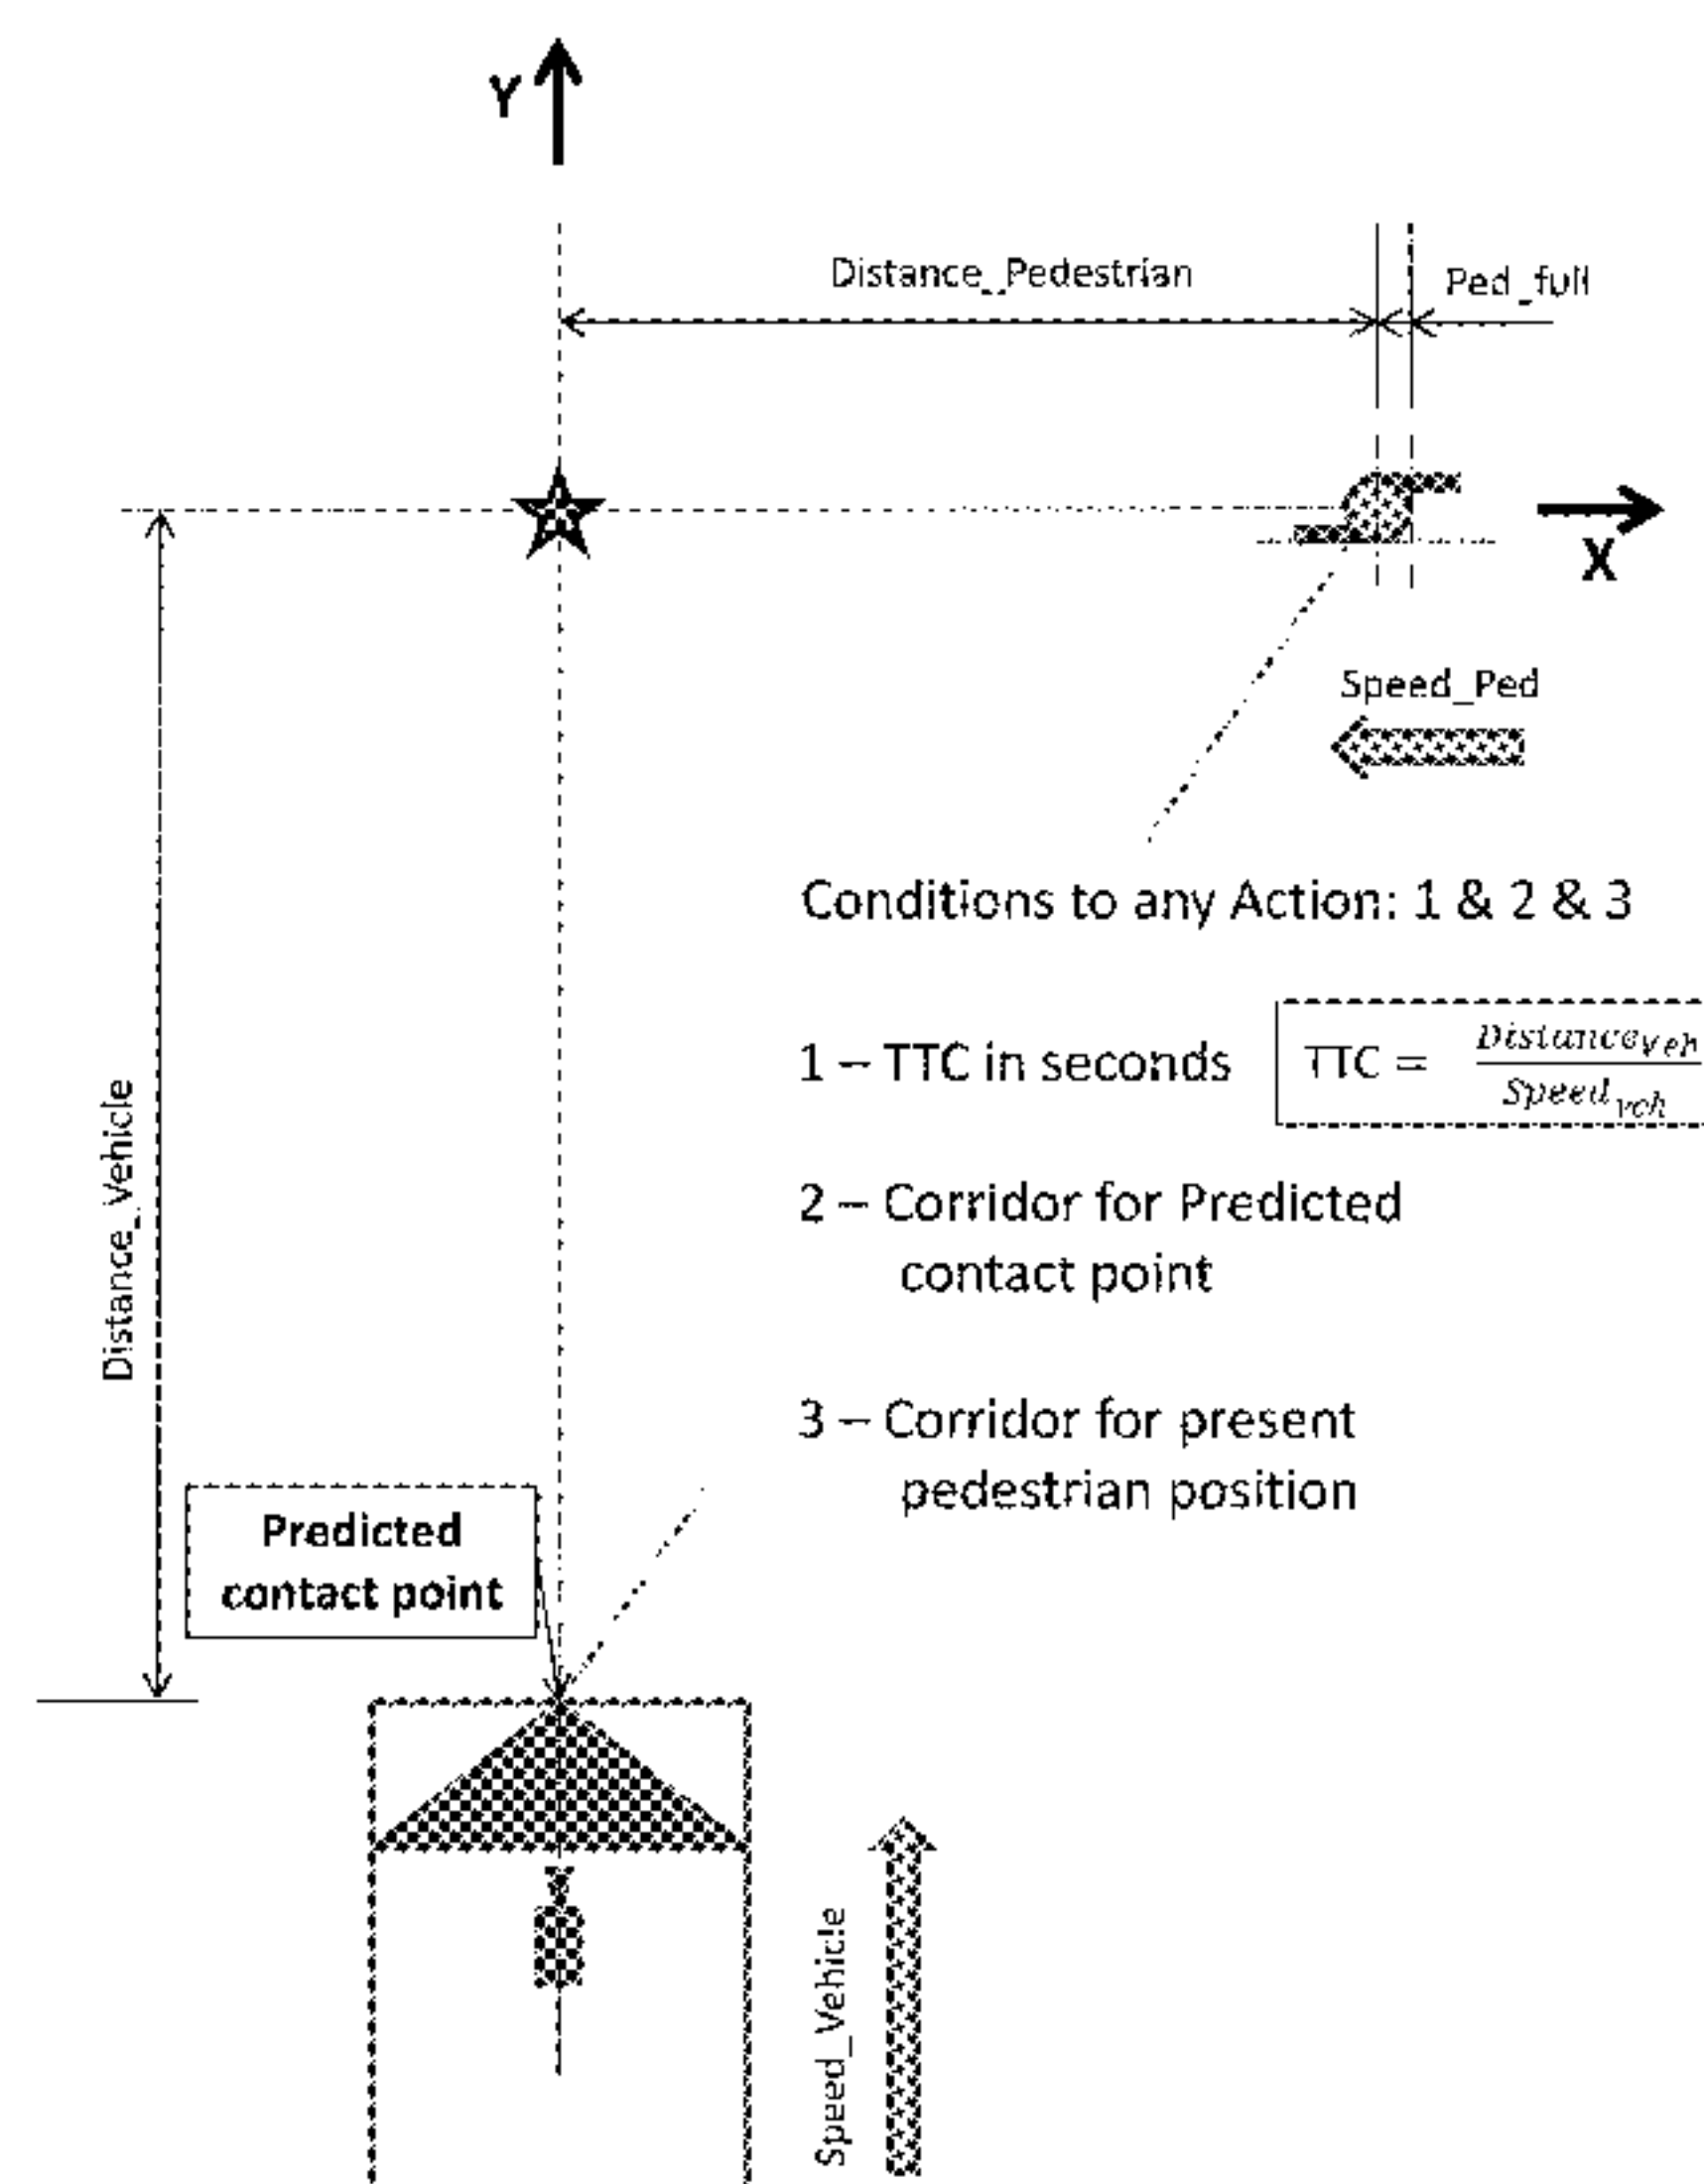 Y
Distance_Pedestrian
Ped_full
X
Speed_Ped
Conditions to any Action: 1 & 2 & 3
1 – TTC in seconds
TTC = Distance_Veh / Speed_veh
2 – Corridor for Predicted
contact point
3 – Corridor for present
pedestrian position
Distance_Vehicle
Predicted
contact point
Speed_Vehicle